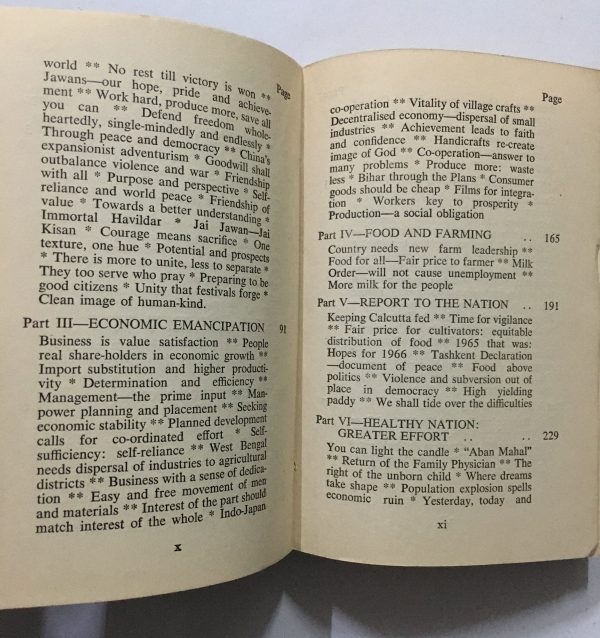 Page
world ** No rest till victory is won **
Jawans—our hope, pride and achieve-
ment ** Work hard, produce more, save all
you can ** Defend freedom whole-
heartedly, single-mindedly and endlessly *
Through peace and democracy ** China's
expansionist adventurism * Goodwill shall
outbalance violence and war * Friendship
with all * Purpose and perspective * Self-
reliance and world peace * Friendship of
value * Towards a better understanding *
Immortal Havildar * Jai Jawan—Jai
Kisan * Courage means sacrifice * One
texture, one hue * Potential and prospects
* There is more to unite, less to separate *
They too serve who pray * Preparing to be
good citizens * Unity that festivals forge *
Clean image of human-kind.
Part III—ECONOMIC EMANCIPATION 91
Business is value satisfaction ** People
real share-holders in economic growth **
Import substitution and higher producti-
vity * Determination and efficiency **
Management—the prime input ** Man-
power planning and placement ** Seeking
economic stability ** Planned development
calls for co-ordinated effort * Self-
sufficiency: self-reliance ** West Bengal
needs dispersal of industries to agricultural
districts ** Business with a sense of dedica-
tion ** Easy and free movement of men
and materials ** Interest of the part should
match interest of the whole * Indo-Japan
x
Page
co-operation ** Vitality of village crafts **
Decentralised economy—dispersal of small
industries ** Achievement leads to faith
and confidence ** Handicrafts re-create
image of God ** Co-operation—answer to
many problems * Produce more: waste
less * Bihar through the Plans * Consumer
goods should be cheap * Films for integra-
tion * Workers key to prosperity *
Production—a social obligation
Part IV—FOOD AND FARMING .. 165
Country needs new farm leadership **
Food for all—Fair price to farmer ** Milk
Order—will not cause unemployment **
More milk for the people
Part V—REPORT TO THE NATION .. 191
Keeping Calcutta fed ** Time for vigilance
** Fair price for cultivators: equitable
distribution of food ** 1965 that was:
Hopes for 1966 ** Tashkent Declaration
—document of peace ** Food above
politics ** Violence and subversion out of
place in democracy ** High yielding
paddy ** We shall tide over the difficulties
Part VI—HEALTHY NATION:
GREATER EFFORT .. .. 229
You can light the candle * "Aban Mahal"
** Return of the Family Physician ** The
right of the unborn child * Where dreams
take shape ** Population explosion spells
economic ruin * Yesterday, today and
xi